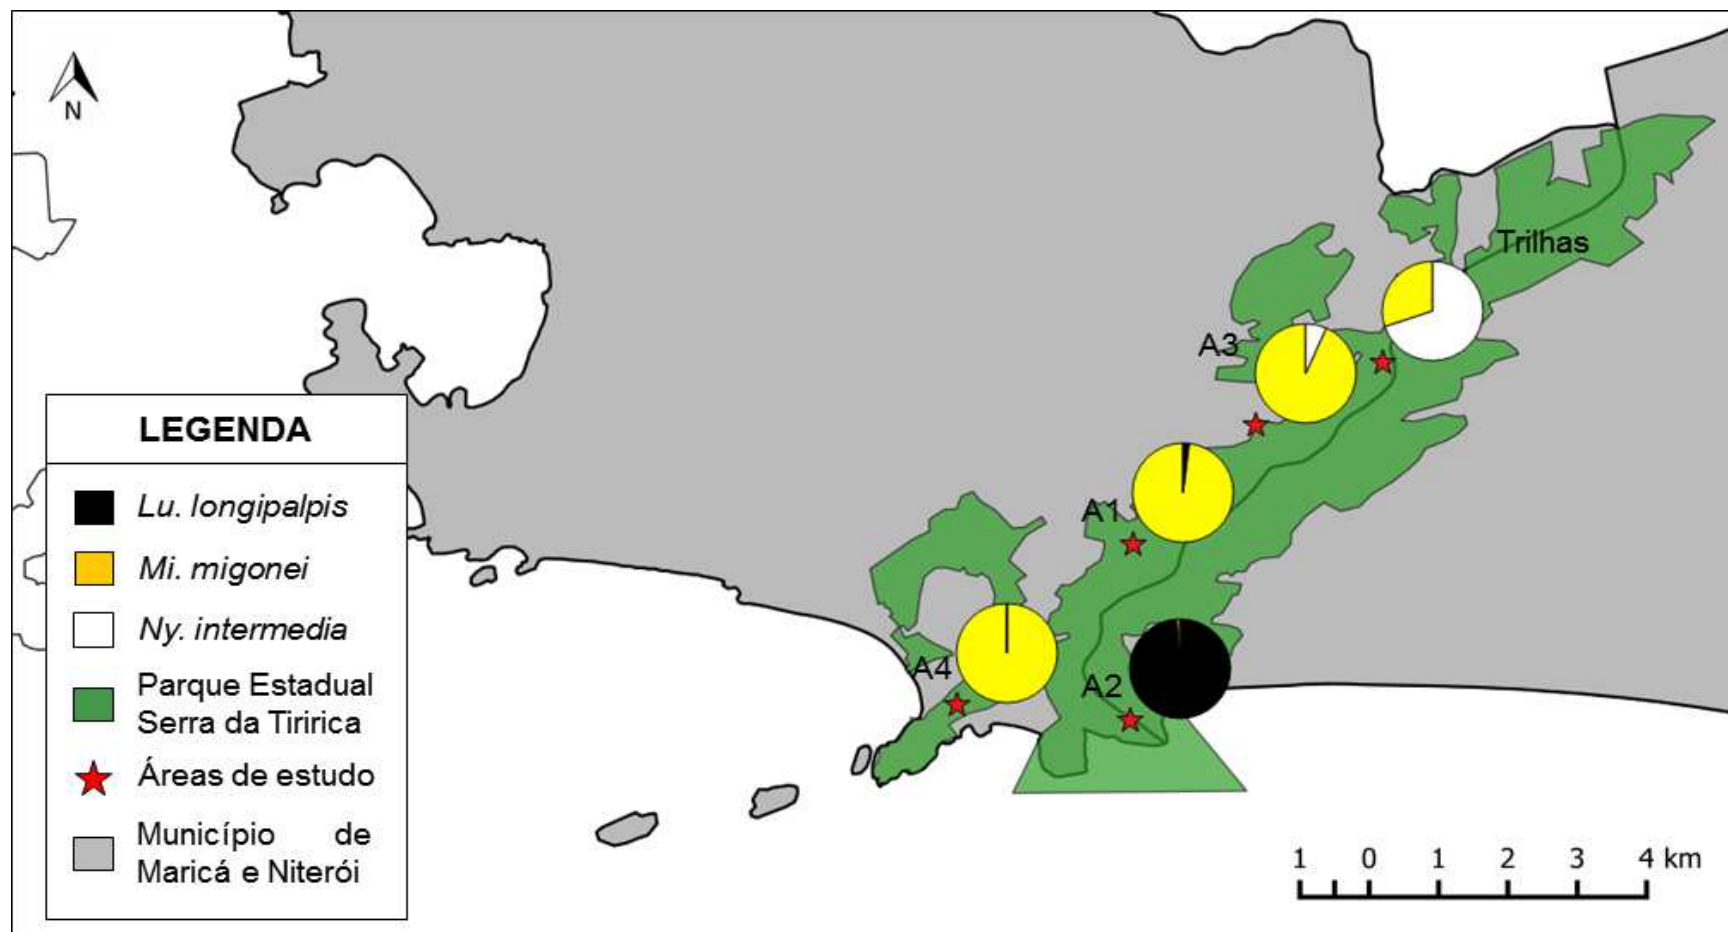 N
Trilhas
A3
A1
A4
A2
LEGENDA
Lu. longipalpis
Mi. migonei
Ny. intermedia
Parque Estadual
Serra da Tiririca
Áreas de estudo
Município de
Maricá e Niterói
1 0 1 2 3 4 km